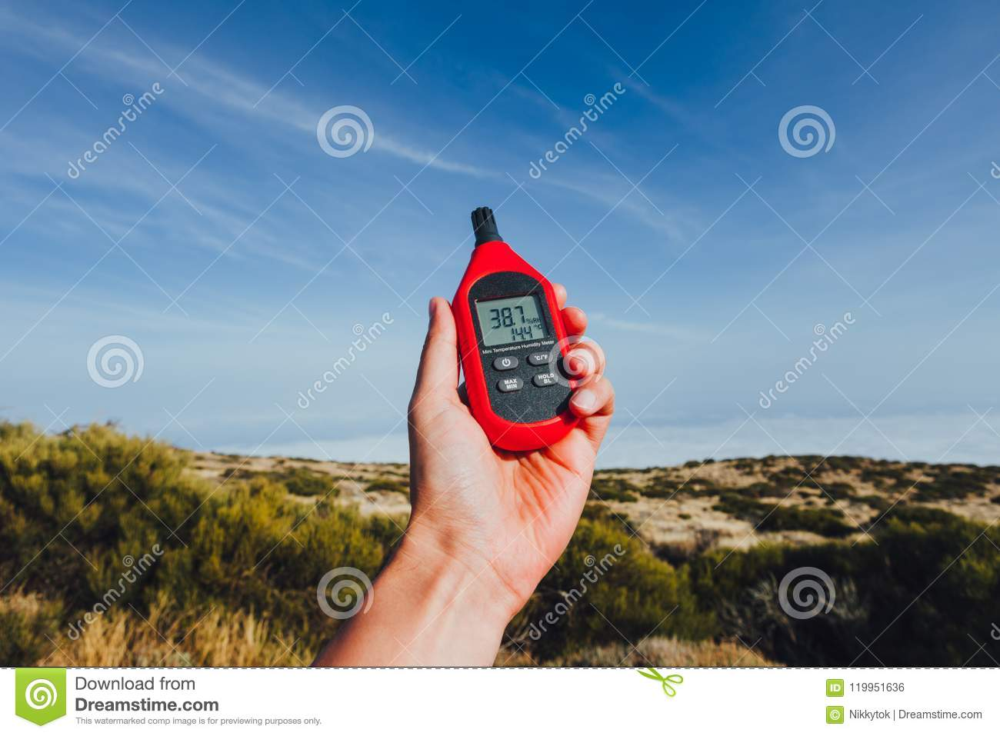 dreamstime
dreamstime
dreamstime
dreamstime
38.7 %RH
14.4 °C
Mini Temperature Humidity Meter
°C/°F
MAX
MIN
HOLD
BL
dreamstime
dreamstime
Download from
Dreamstime.com
This watermarked comp image is for previewing purposes only.
ID 119951636
© Nikkytok | Dreamstime.com